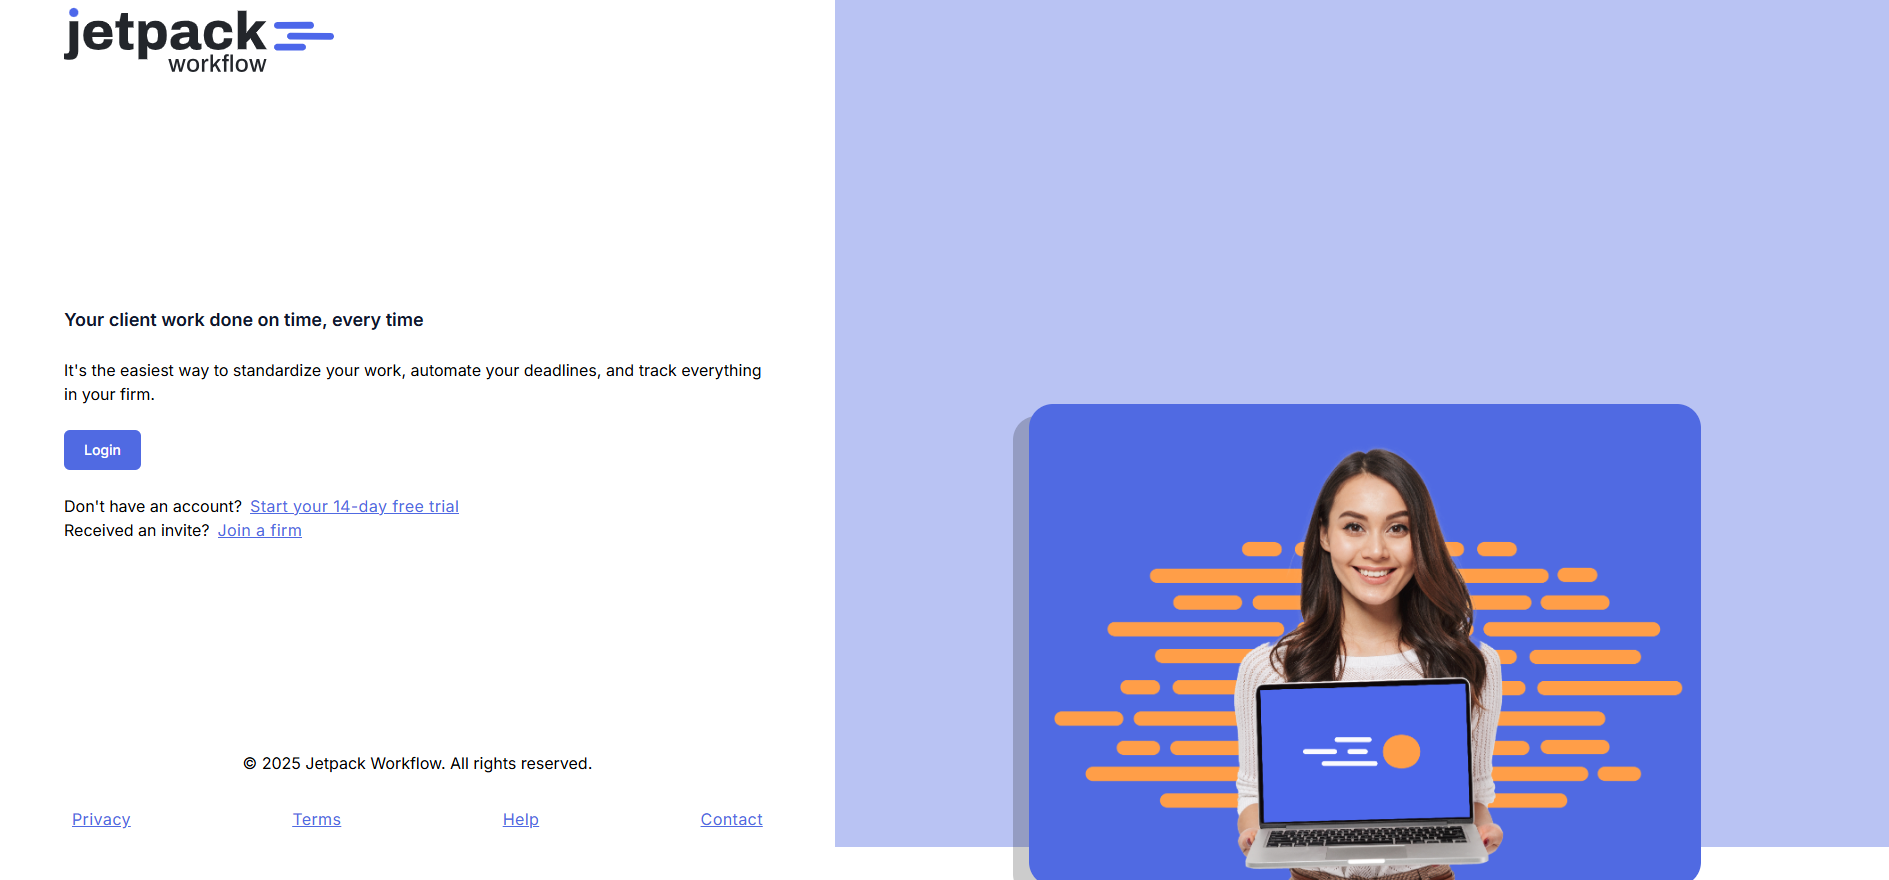 jetpack
workflow
Your client work done on time, every time
It's the easiest way to standardize your work, automate your deadlines, and track everything
in your firm.
Login
Don't have an account? Start your 14-day free trial
Received an invite? Join a firm
© 2025 Jetpack Workflow. All rights reserved.
Privacy Terms Help Contact